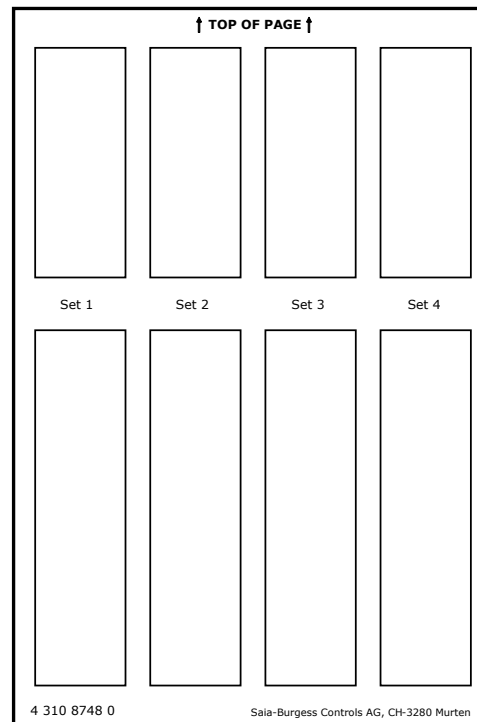 ↑ TOP OF PAGE ↑
Set 1 Set 2 Set 3 Set 4
4 310 8748 0 Saia-Burgess Controls AG, CH-3280 Murten